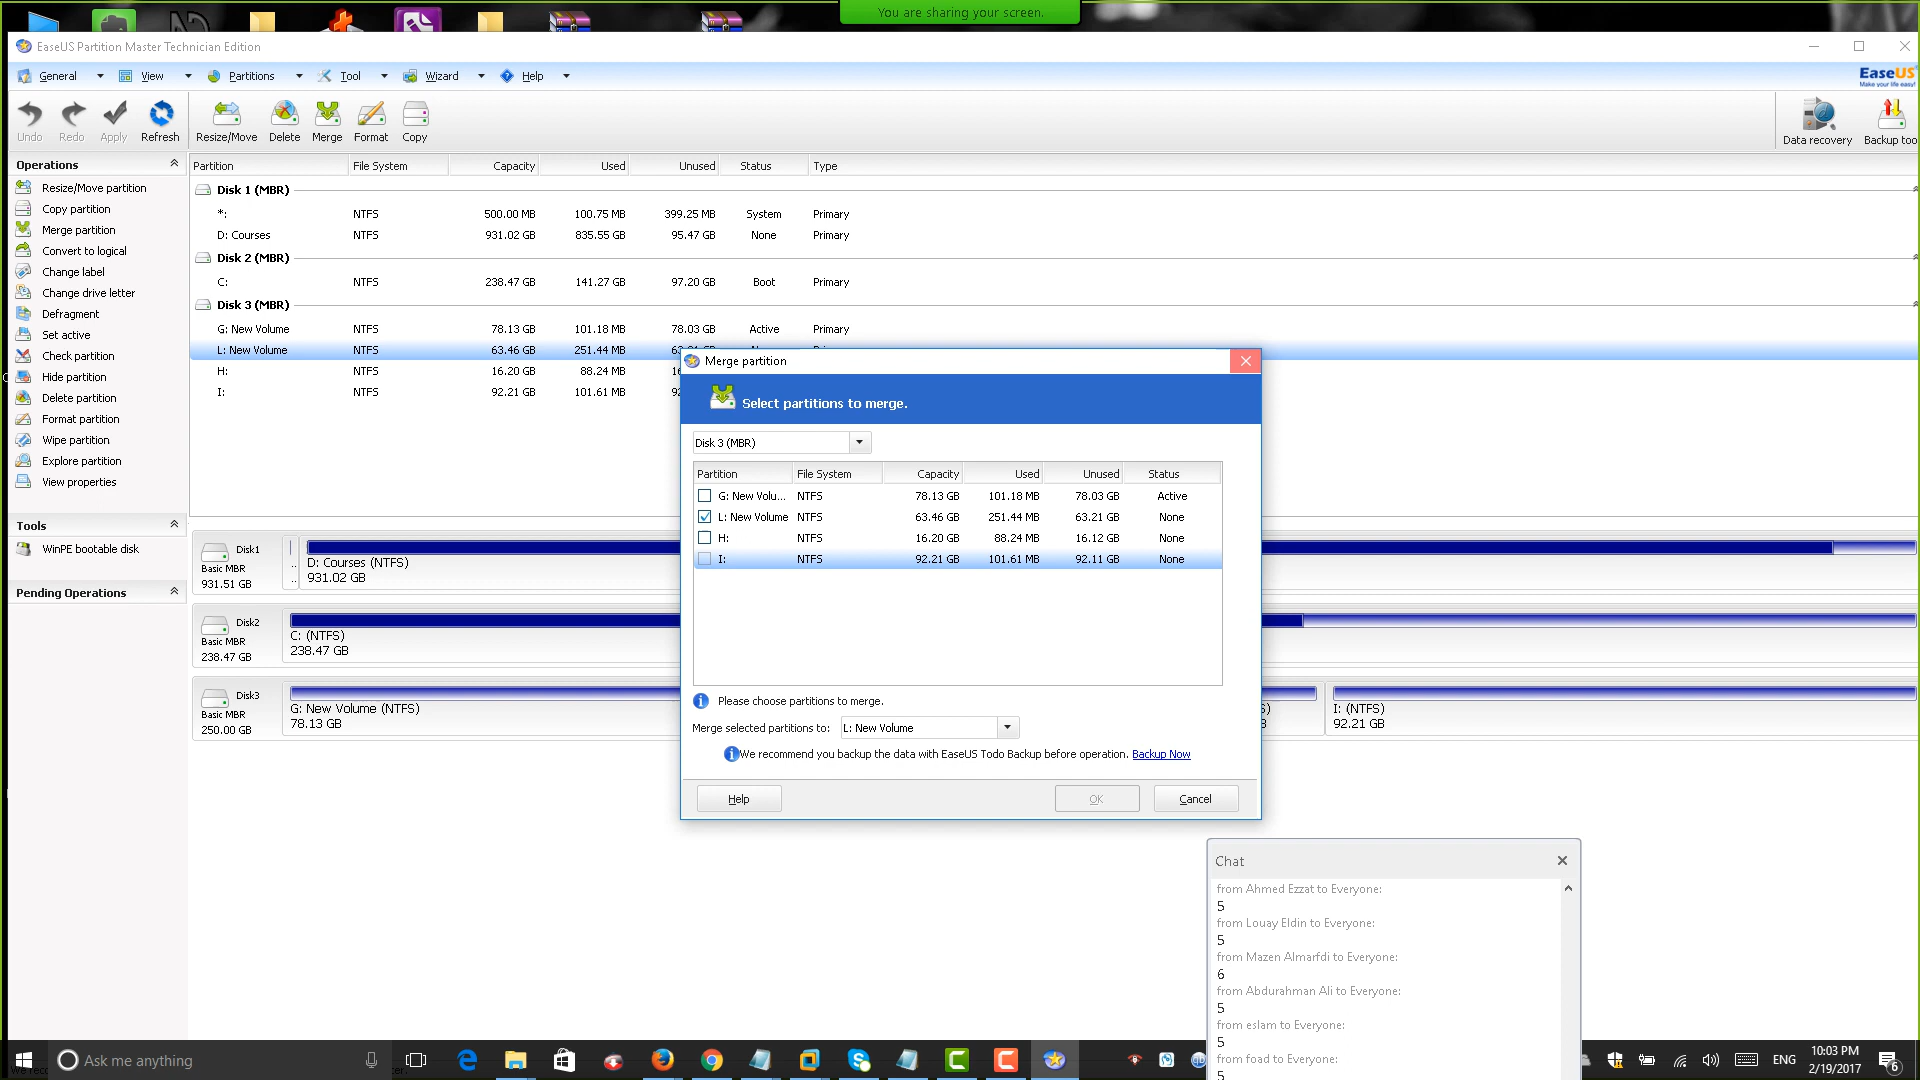 You are sharing your screen.
EaseUS Partition Master Technician Edition
General View Partitions Tool Wizard Help
EaseUS
Make your life easy!
Undo Redo Apply Refresh Resize/Move Delete Merge Format Copy Data recovery Backup too
Operations
Resize/Move partition
Copy partition
Merge partition
Convert to logical
Change label
Change drive letter
Defragment
Set active
Check partition
Hide partition
Delete partition
Format partition
Wipe partition
Explore partition
View properties
Tools
WinPE bootable disk
Pending Operations
Partition File System Capacity Used Unused Status Type
Disk 1 (MBR)
*: NTFS 500.00 MB 100.75 MB 399.25 MB System Primary
D: Courses NTFS 931.02 GB 835.55 GB 95.47 GB None Primary
Disk 2 (MBR)
C: NTFS 238.47 GB 141.27 GB 97.20 GB Boot Primary
Disk 3 (MBR)
G: New Volume NTFS 78.13 GB 101.18 MB 78.03 GB Active Primary
L: New Volume NTFS 63.46 GB 251.44 MB
H: NTFS 16.20 GB 88.24 MB
I: NTFS 92.21 GB 101.61 MB
Disk1
Basic MBR
931.51 GB
D: Courses (NTFS)
931.02 GB
Disk2
Basic MBR
238.47 GB
C: (NTFS)
238.47 GB
Disk3
Basic MBR
250.00 GB
G: New Volume (NTFS)
78.13 GB
I: (NTFS)
92.21 GB
Merge partition
Select partitions to merge.
Disk 3 (MBR)
Partition File System Capacity Used Unused Status
G: New Volu... NTFS 78.13 GB 101.18 MB 78.03 GB Active
L: New Volume NTFS 63.46 GB 251.44 MB 63.21 GB None
H: NTFS 16.20 GB 88.24 MB 16.12 GB None
I: NTFS 92.21 GB 101.61 MB 92.11 GB None
Please choose partitions to merge.
Merge selected partitions to: L: New Volume
We recommend you backup the data with EaseUS Todo Backup before operation. Backup Now
Help OK Cancel
Chat
from Ahmed Ezzat to Everyone:
5
from Louay Eldin to Everyone:
5
from Mazen Almarfdi to Everyone:
6
from Abdurahman Ali to Everyone:
5
from eslam to Everyone:
5
from foad to Everyone:
5
Ask me anything
ENG
10:03 PM
2/19/2017
6